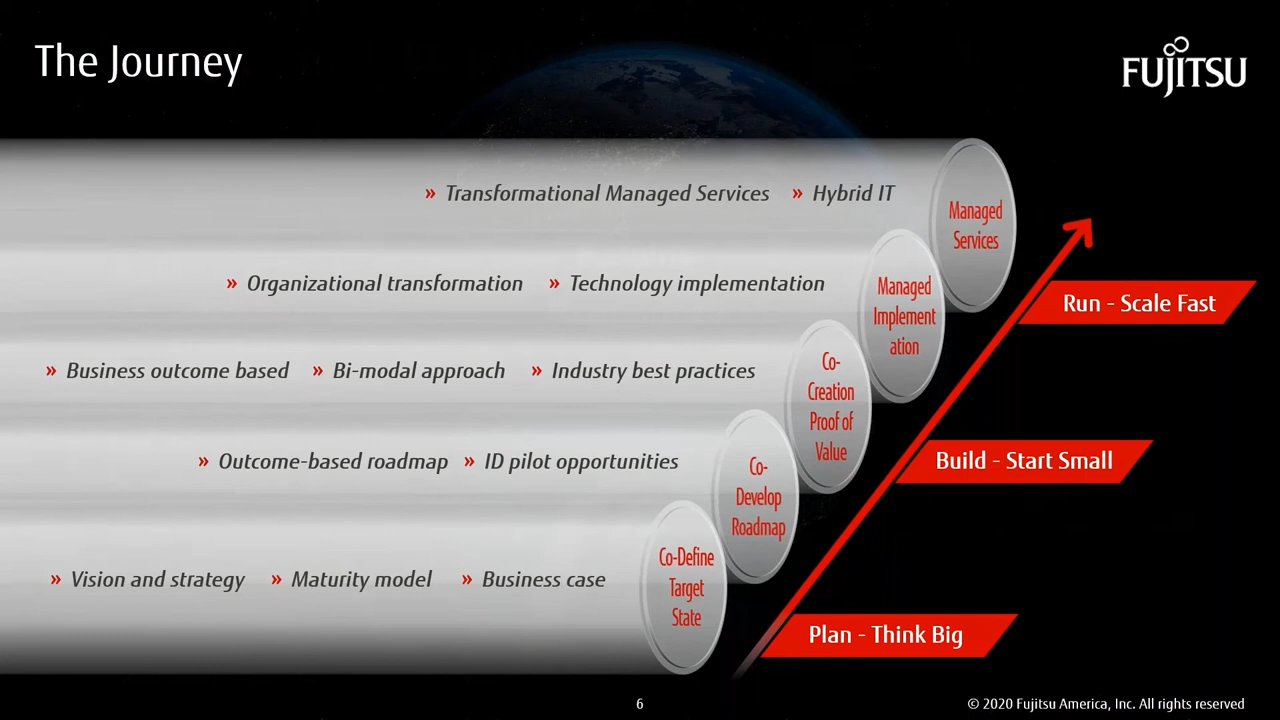 The Journey
FUJITSU
» Transformational Managed Services » Hybrid IT
Managed
Services
» Organizational transformation » Technology implementation
Managed
Implement
ation
Run - Scale Fast
» Business outcome based » Bi-modal approach » Industry best practices
Co-
Creation
Proof of
Value
» Outcome-based roadmap » ID pilot opportunities
Co-
Develop
Roadmap
Build - Start Small
» Vision and strategy » Maturity model » Business case
Co-Define
Target
State
Plan - Think Big
6
© 2020 Fujitsu America, Inc. All rights reserved